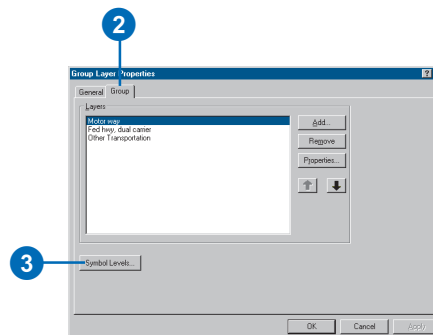 2
Group Layer Properties
?
General Group
Layers
Motor way
Fed hwy, dual carrier
Other Transportation
Add...
Remove
Properties...
3
Symbol Levels...
OK Cancel Apply